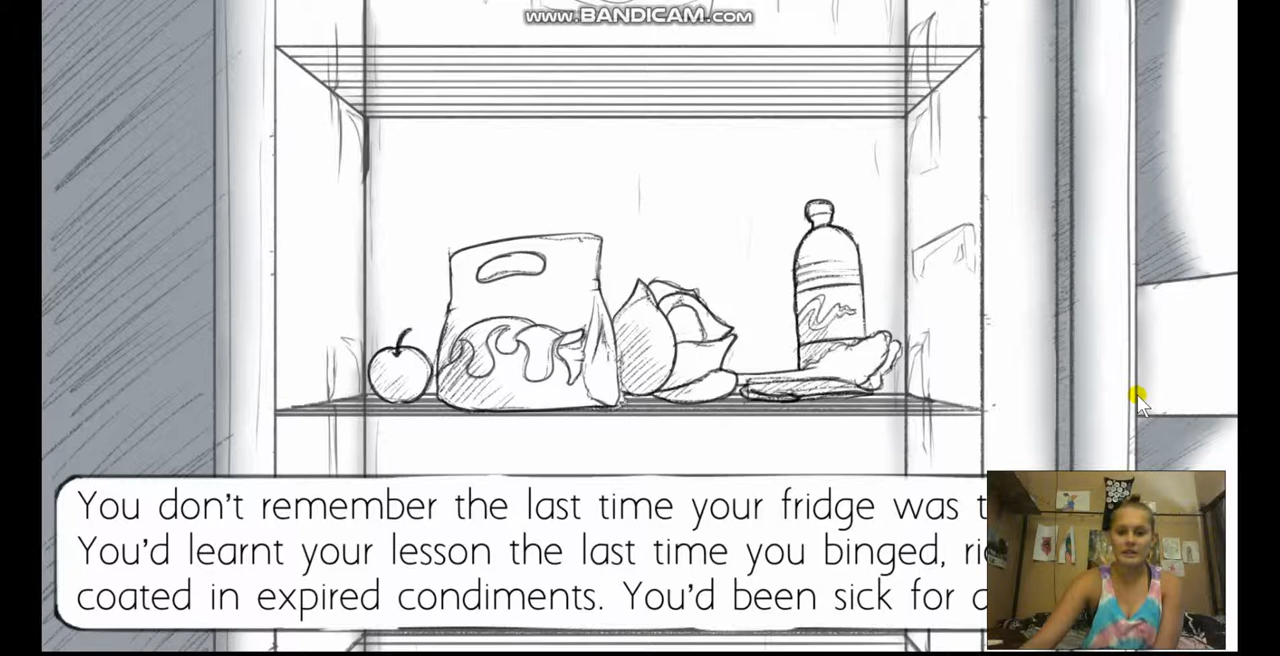 WWW.BANDICAM.COM
You don't remember the last time your fridge was
You'd learnt your lesson the last time you binged,
coated in expired condiments. You'd been sick for